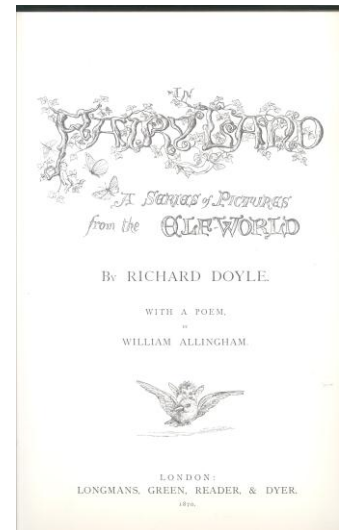 IN
FAIRY LAND
A SERIES of PICTURES
from the ELF-WORLD
By RICHARD DOYLE.
WITH A POEM,
BY
WILLIAM ALLINGHAM.
LONDON:
LONGMANS, GREEN, READER, & DYER.
1870.